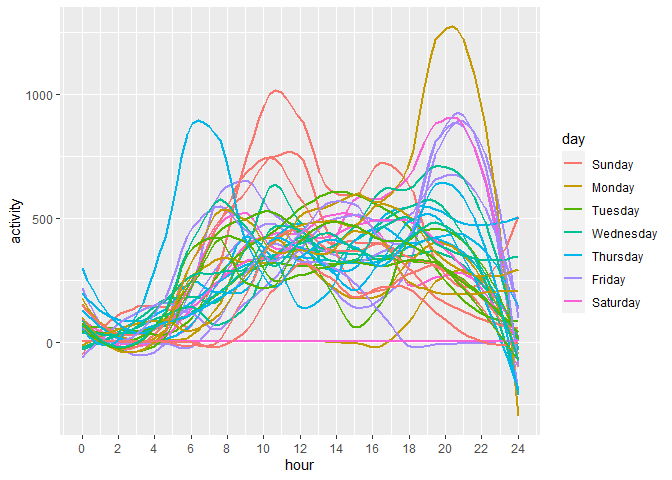 1000
500
0
activity
0 2 4 6 8 10 12 14 16 18 20 22 24
hour
day
Sunday
Monday
Tuesday
Wednesday
Thursday
Friday
Saturday